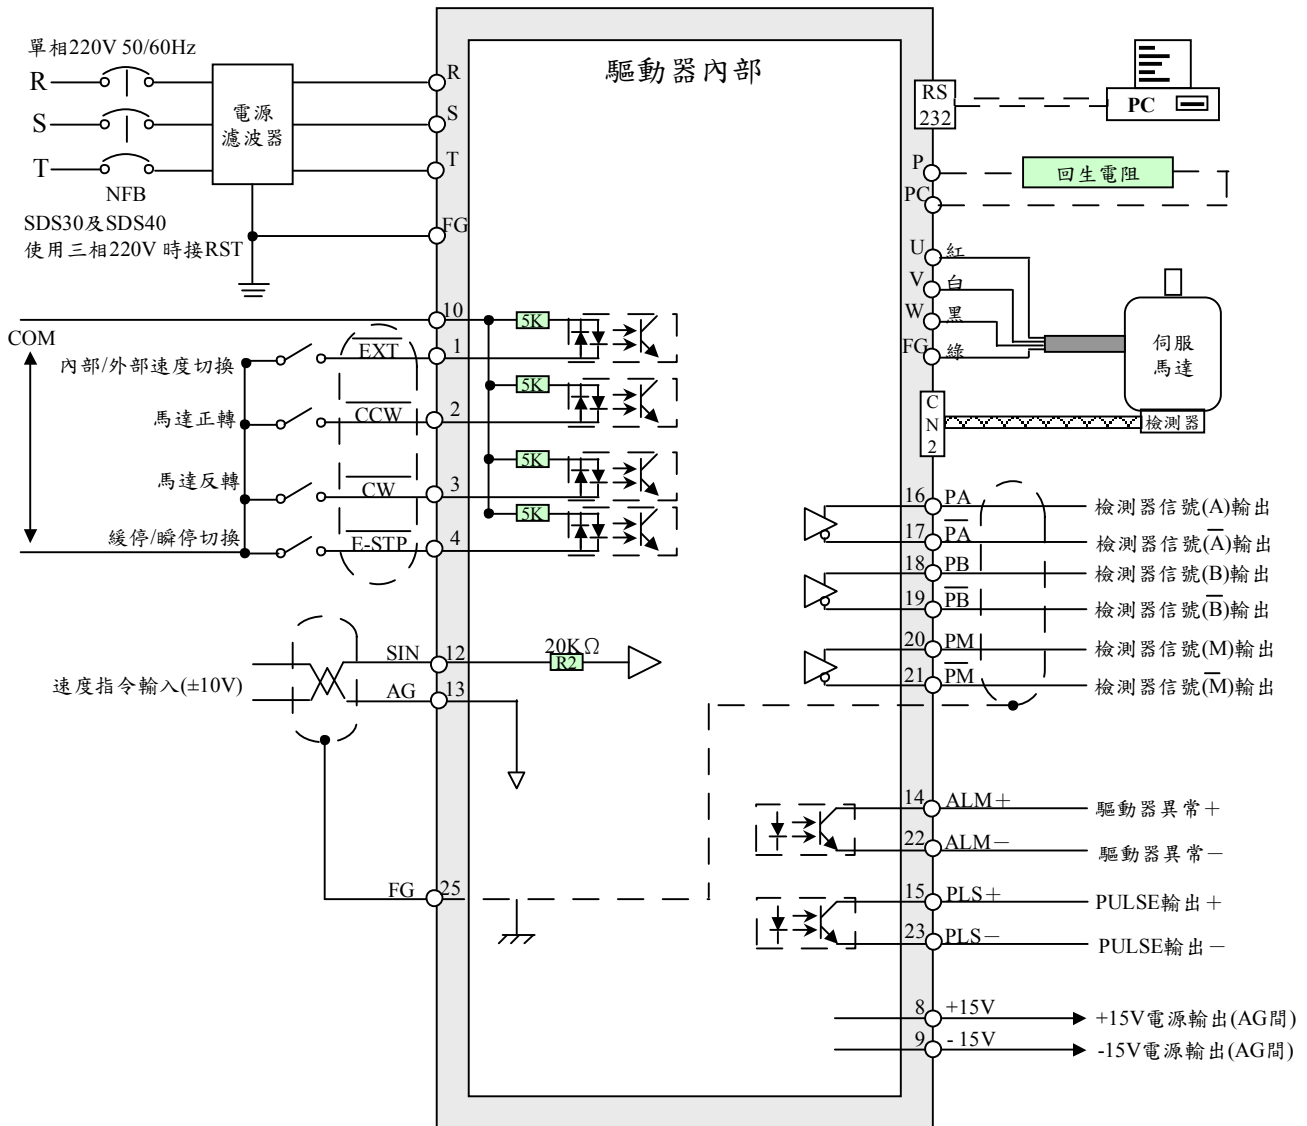 單相220V 50/60Hz
R
S
T
NFB
電源
濾波器
SDS30及SDS40
使用三相220V 時接RST
R
S
T
FG
驅動器內部
RS
232
PC
P
PC
回生電阻
U
紅
V
白
W
黑
FG
綠
伺服
馬達
C
N
2
檢測器
COM
10
5K
內部/外部速度切換
EXT
1
5K
馬達正轉
CCW
2
5K
馬達反轉
CW
3
5K
緩停/瞬停切換
E-STP
4
16
PA
檢測器信號(A)輸出
17
P̅A̅
檢測器信號(A̅)輸出
18
PB
檢測器信號(B)輸出
19
P̅B̅
檢測器信號(B̅)輸出
20
PM
檢測器信號(M)輸出
21
P̅M̅
檢測器信號(M̅)輸出
速度指令輸入(±10V)
SIN
12
20KΩ
R2
AG
13
14
ALM+
驅動器異常+
22
ALM-
驅動器異常-
FG
25
15
PLS+
PULSE輸出+
23
PLS-
PULSE輸出-
8
+15V
+15V電源輸出(AG間)
9
- 15V
-15V電源輸出(AG間)